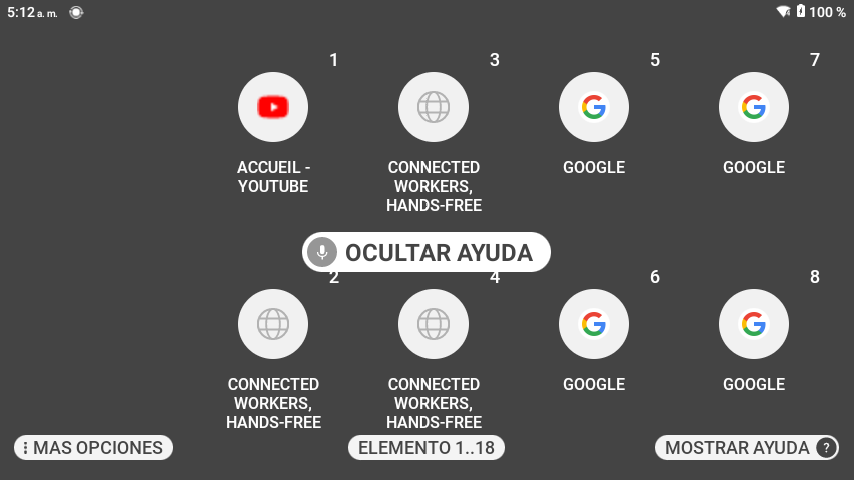 5:12 a. m.
100 %
1
3
5
7
ACCUEIL -
YOUTUBE
CONNECTED
WORKERS,
HANDS-FREE
GOOGLE
GOOGLE
OCULTAR AYUDA
2
4
6
8
CONNECTED
WORKERS,
HANDS-FREE
CONNECTED
WORKERS,
HANDS-FREE
GOOGLE
GOOGLE
MAS OPCIONES
ELEMENTO 1..18
MOSTRAR AYUDA ?